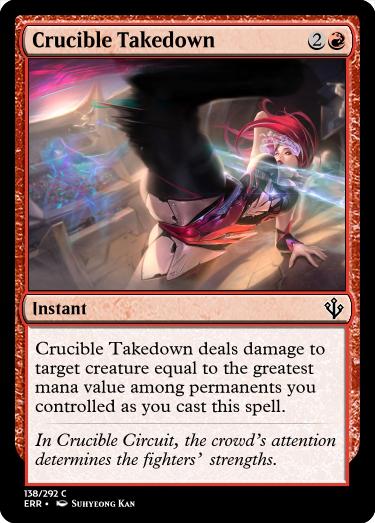 Crucible Takedown 2
Instant
Crucible Takedown deals damage to
target creature equal to the greatest
mana value among permanents you
controlled as you cast this spell.
In Crucible Circuit, the crowd's attention
determines the fighters' strengths.
138/292 C
ERR • Suhyeong Kan